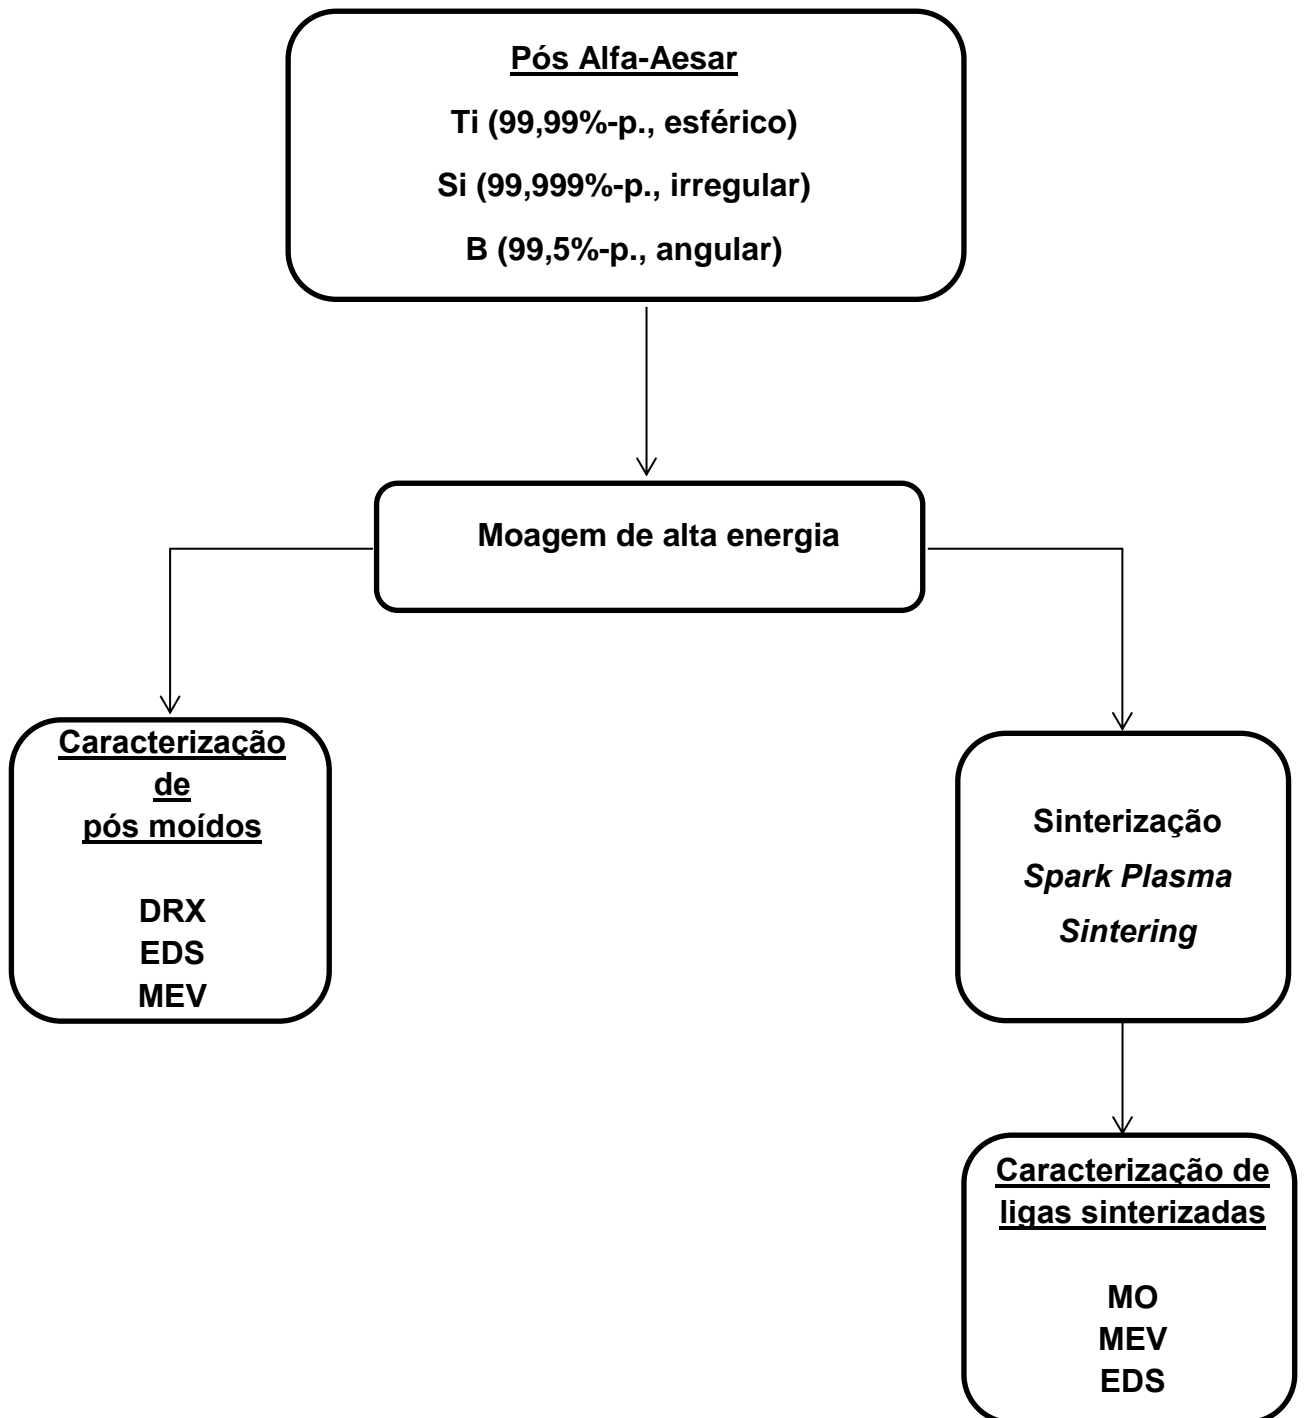 Pós Alfa-Aesar
Ti (99,99%-p., esférico)
Si (99,999%-p., irregular)
B (99,5%-p., angular)
Moagem de alta energia
Caracterização
de
pós moídos
DRX
EDS
MEV
Sinterização
Spark Plasma
Sintering
Caracterização de
ligas sinterizadas
MO
MEV
EDS